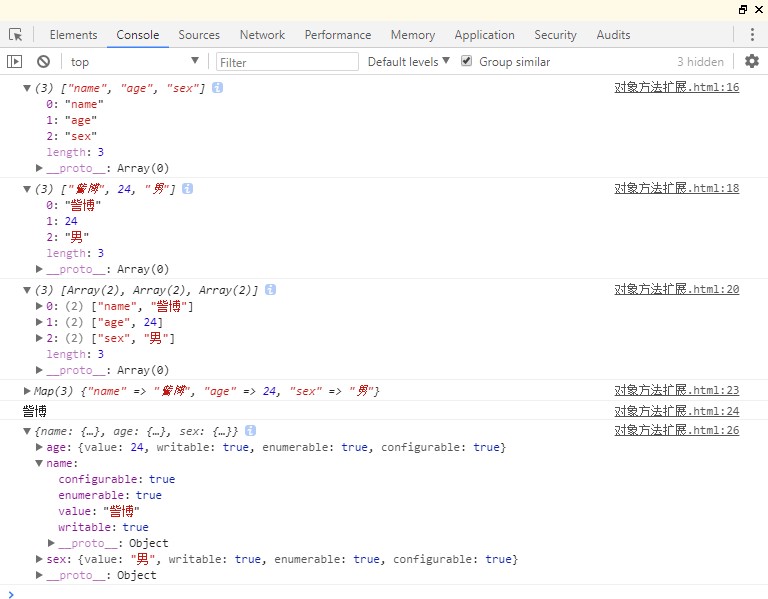 Elements Console Sources Network Performance Memory Application Security Audits
top Filter Default levels Group similar 3 hidden
(3) ["name", "age", "sex"] 对象方法扩展.html:16
0: "name"
1: "age"
2: "sex"
length: 3
__proto__: Array(0)
(3) ["訾博", 24, "男"] 对象方法扩展.html:18
0: "訾博"
1: 24
2: "男"
length: 3
__proto__: Array(0)
(3) [Array(2), Array(2), Array(2)] 对象方法扩展.html:20
0: (2) ["name", "訾博"]
1: (2) ["age", 24]
2: (2) ["sex", "男"]
length: 3
__proto__: Array(0)
Map(3) {"name" => "訾博", "age" => 24, "sex" => "男"} 对象方法扩展.html:23
訾博 对象方法扩展.html:24
{name: {…}, age: {…}, sex: {…}} 对象方法扩展.html:26
age: {value: 24, writable: true, enumerable: true, configurable: true}
name:
configurable: true
enumerable: true
value: "訾博"
writable: true
__proto__: Object
sex: {value: "男", writable: true, enumerable: true, configurable: true}
__proto__: Object